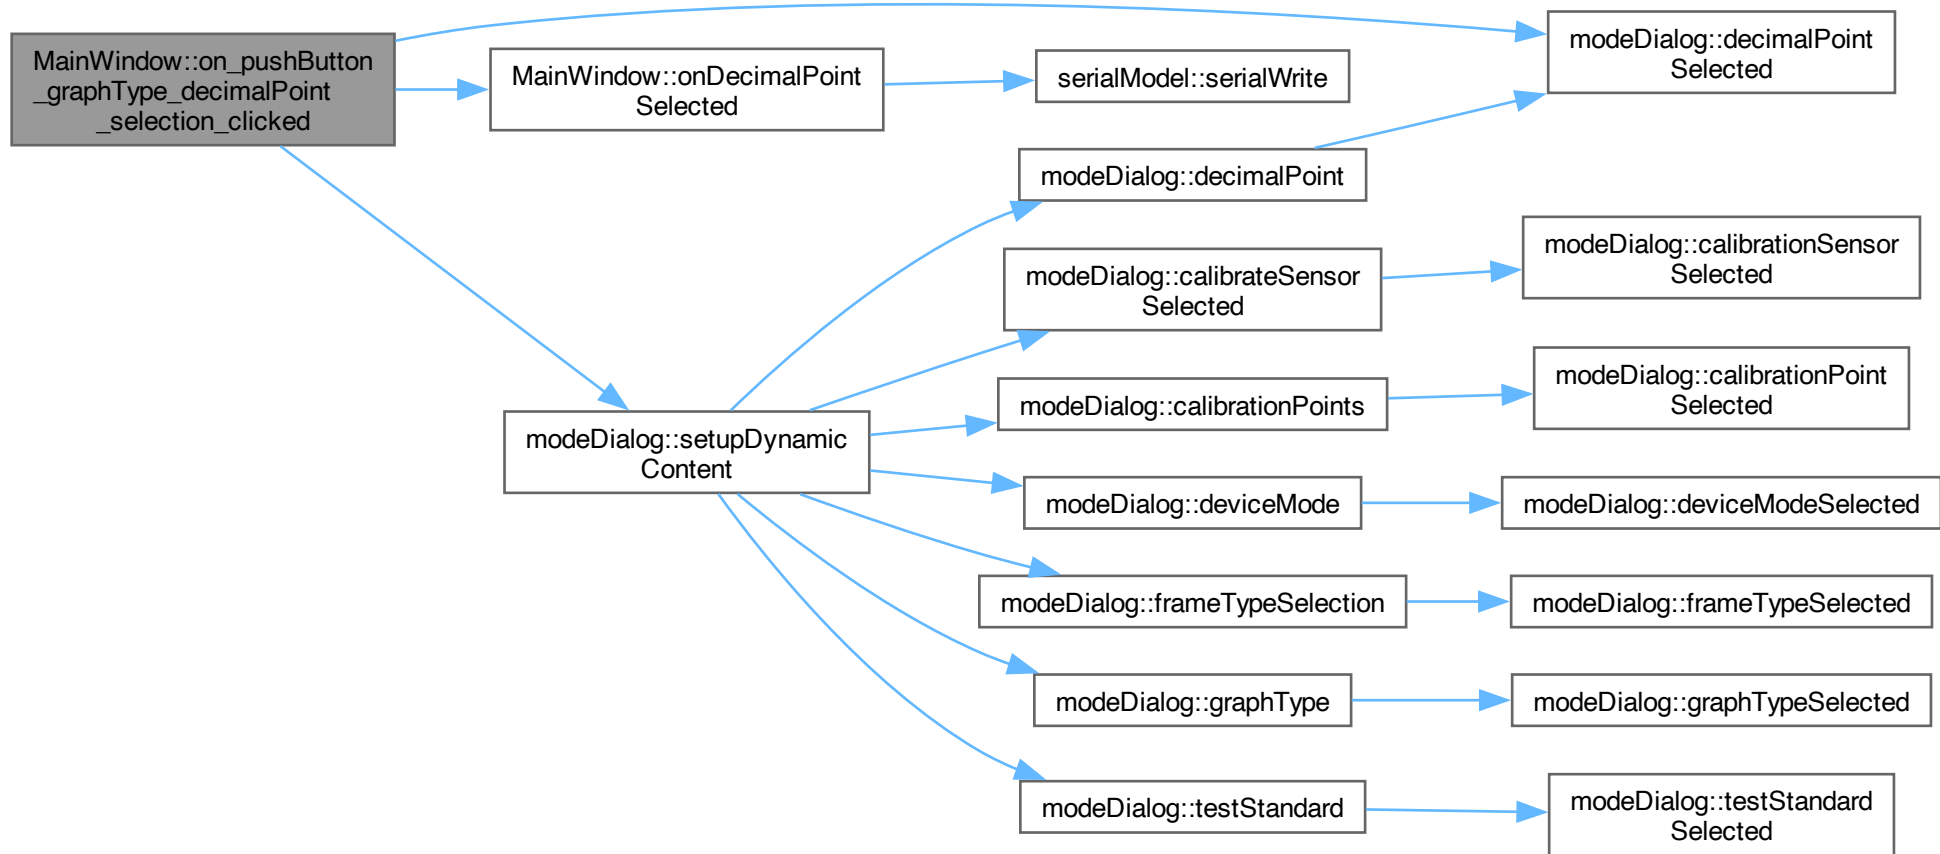 MainWindow::on_pushButton
_graphType_decimalPoint
_selection_clicked
MainWindow::onDecimalPoint
Selected
serialModel::serialWrite
modeDialog::decimalPoint
Selected
modeDialog::decimalPoint
modeDialog::calibrateSensor
Selected
modeDialog::calibrationSensor
Selected
modeDialog::calibrationPoints
modeDialog::calibrationPoint
Selected
modeDialog::setupDynamic
Content
modeDialog::deviceMode
modeDialog::deviceModeSelected
modeDialog::frameTypeSelection
modeDialog::frameTypeSelected
modeDialog::graphType
modeDialog::graphTypeSelected
modeDialog::testStandard
modeDialog::testStandard
Selected